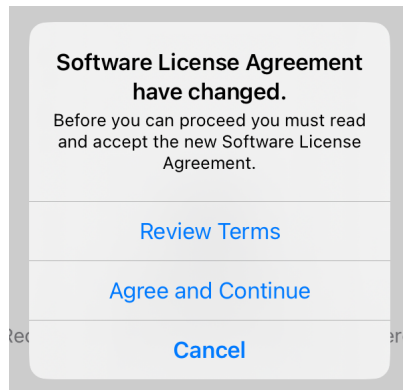 Software License Agreement
have changed.
Before you can proceed you must read
and accept the new Software License
Agreement.
Review Terms
Agree and Continue
Cancel